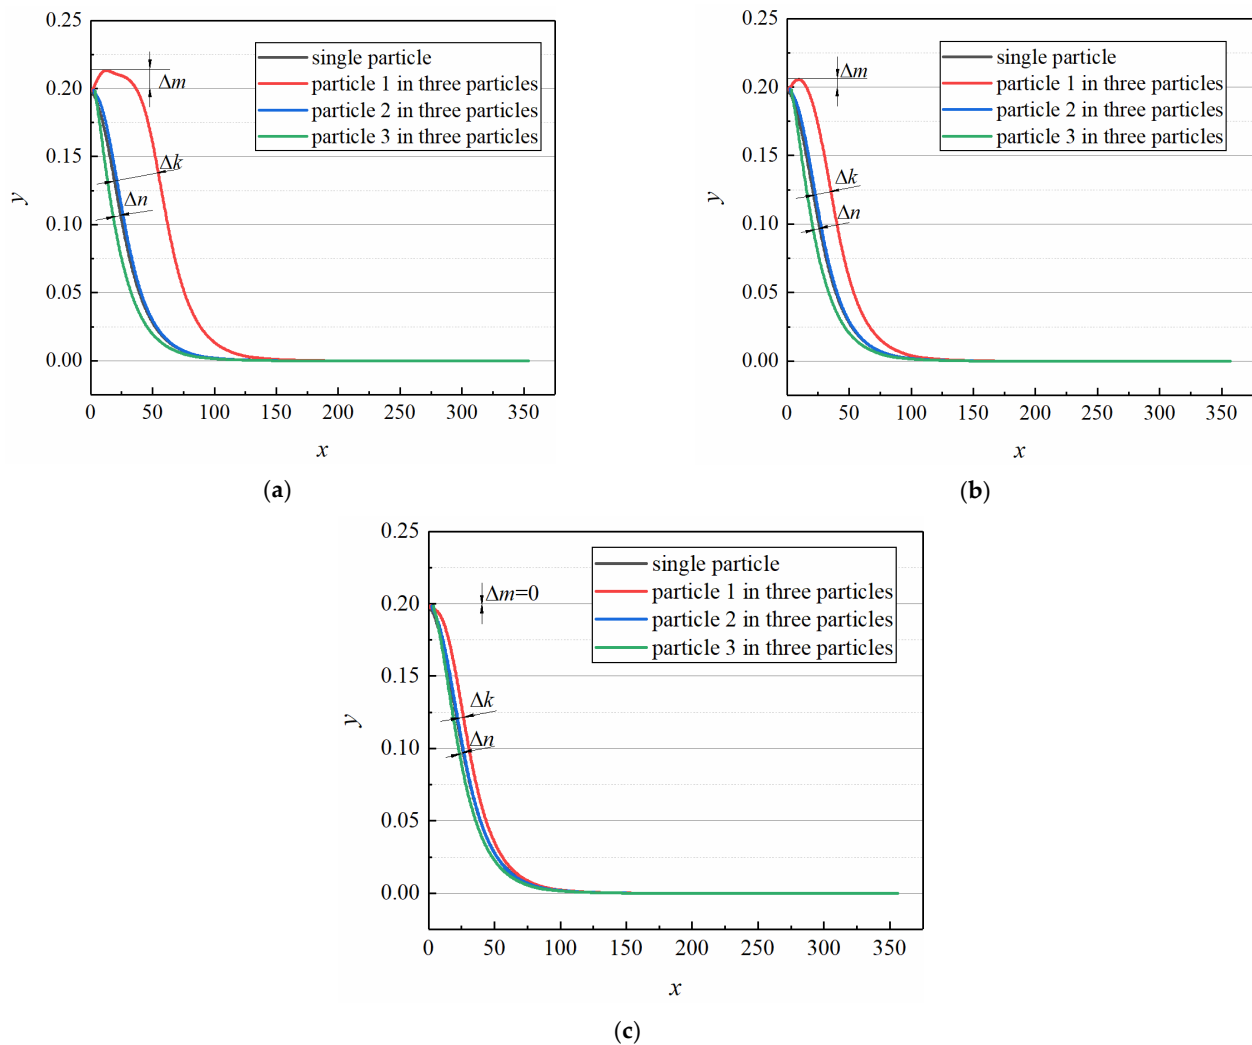 0.25
0.20
0.15
0.10
0.05
0.00
y
0 50 100 150 200 250 300 350
x
single particle
particle 1 in three particles
particle 2 in three particles
particle 3 in three particles
Δm
Δk
Δn
(a)
0.25
0.20
0.15
0.10
0.05
0.00
y
0 50 100 150 200 250 300 350
x
single particle
particle 1 in three particles
particle 2 in three particles
particle 3 in three particles
Δm
Δk
Δn
(b)
0.25
0.20
0.15
0.10
0.05
0.00
y
0 50 100 150 200 250 300 350
x
single particle
particle 1 in three particles
particle 2 in three particles
particle 3 in three particles
Δm=0
Δk
Δn
(c)